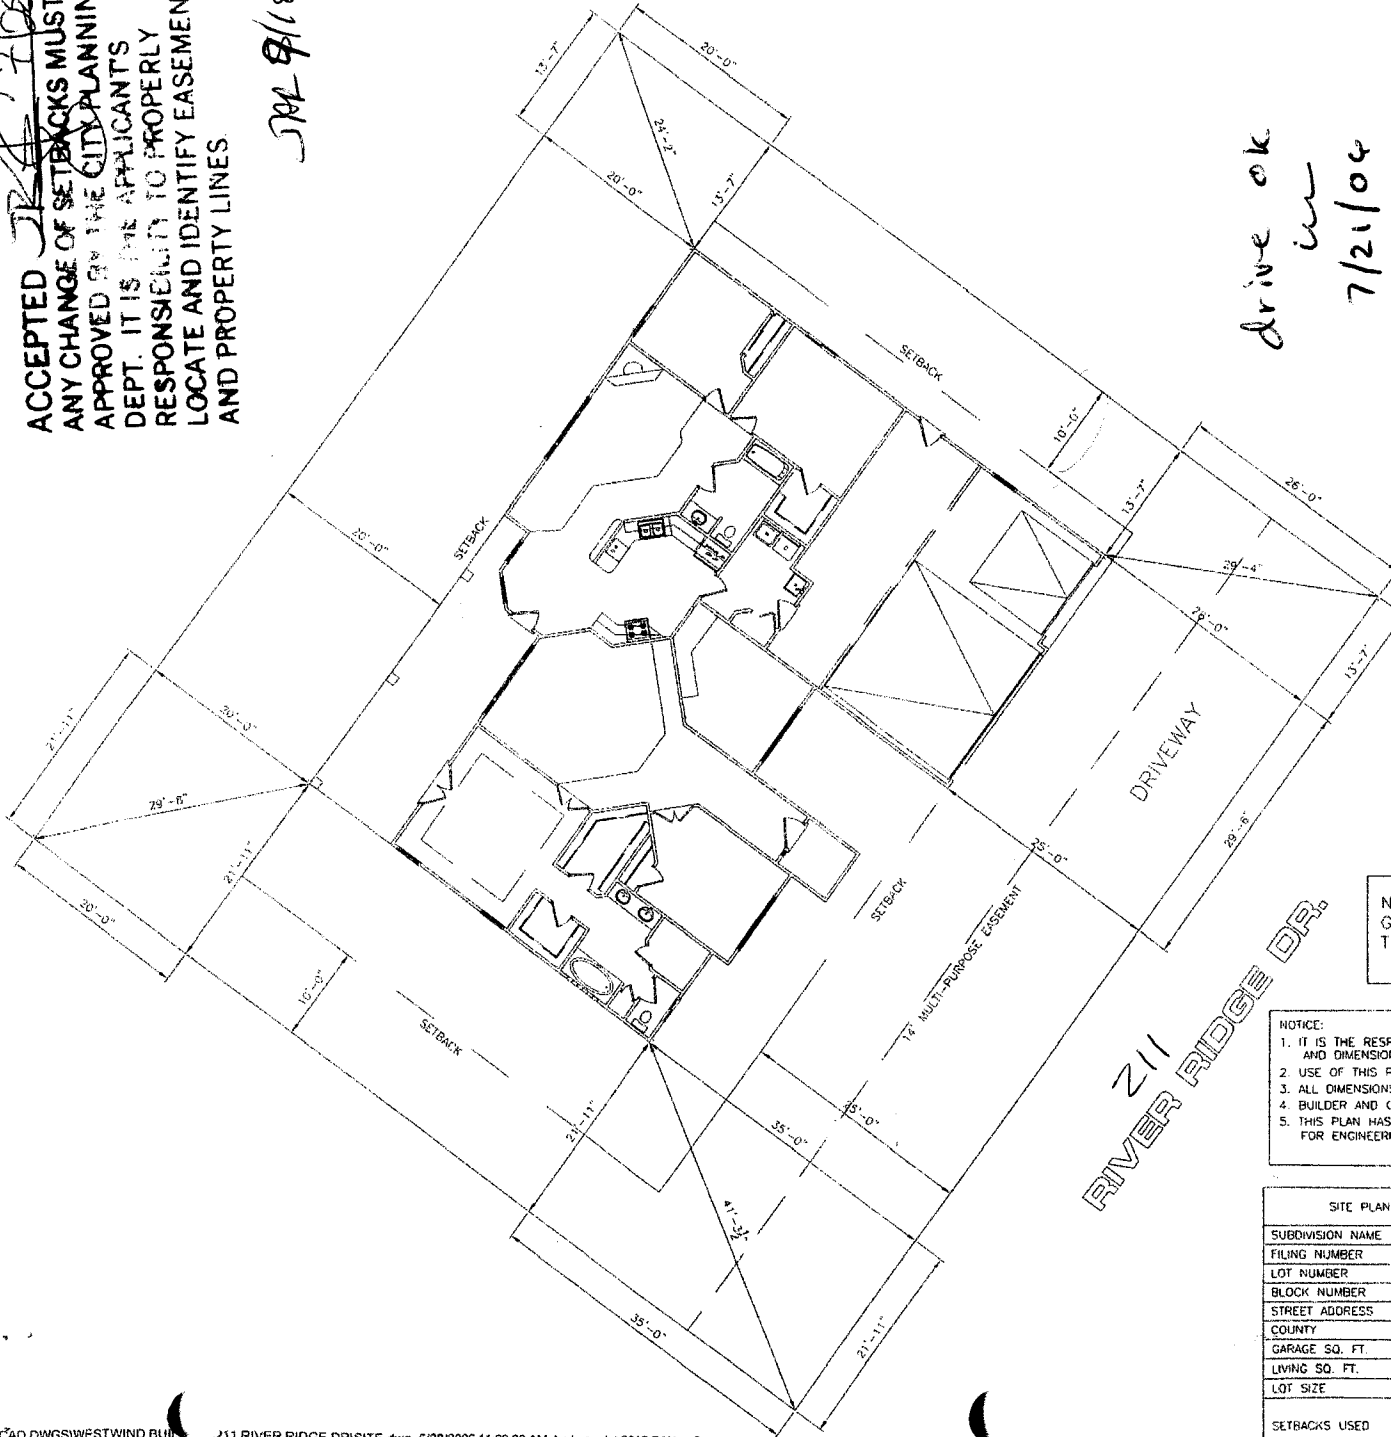 ACCEPTED
ANY CHANGE OF SETBACKS MUST
APPROVED BY THE CITY PLANNIN
DEPT. IT IS THE APPLICANTS
RESPONSIBILITY TO PROPERLY
LOCATE AND IDENTIFY EASEMEN
AND PROPERTY LINES.
drive ok
7/21/04
13'-7"
20'-0"
24'-2"
20'-0"
13'-7"
SETBACK
10'-0"
13'-7"
26'-0"
29'-4"
26'-0"
13'-7"
20'-0"
SETBACK
21'-11"
20'-0"
29'-8"
21'-11"
20'-0"
10'-0"
SETBACK
DRIVEWAY
29'-6"
25'-0"
SETBACK
14' MULTI-PURPOSE EASEMENT
211
RIVER RIDGE DR.
21'-11"
35'-0"
25'-0"
41'-3½"
35'-0"
21'-11"
N
G
T
NOTICE:
1. IT IS THE RESP
AND DIMENSION
2. USE OF THIS P
3. ALL DIMENSIONS
4. BUILDER AND O
5. THIS PLAN HAS
FOR ENGINEERI
SITE PLAN
SUBDIVISION NAME
FILING NUMBER
LOT NUMBER
BLOCK NUMBER
STREET ADDRESS
COUNTY
GARAGE SQ. FT.
LIVING SQ. FT.
LOT SIZE
SETBACKS USED